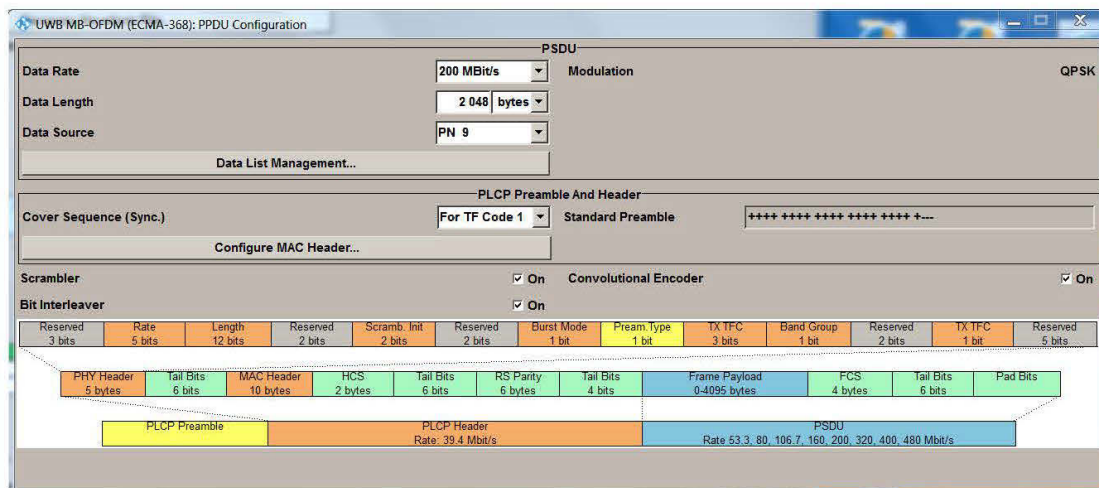 UWB MB-OFDM (ECMA-368): PPDU Configuration
PSDU
Data Rate 200 MBit/s Modulation QPSK
Data Length 2 048 bytes
Data Source PN 9
Data List Management...
PLCP Preamble And Header
Cover Sequence (Sync.) For TF Code 1 Standard Preamble ++++ ++++ ++++ ++++ ++++ +---
Configure MAC Header...
Scrambler On Convolutional Encoder On
Bit Interleaver On
Reserved Rate Length Reserved Scramb. Init Reserved Burst Mode Pream.Type TX TFC Band Group Reserved TX TFC Reserved
3 bits 5 bits 12 bits 2 bits 2 bits 2 bits 1 bit 1 bit 3 bits 1 bit 2 bits 1 bit 5 bits
PHY Header Tail Bits MAC Header HCS Tail Bits RS Parity Tail Bits Frame Payload FCS Tail Bits Pad Bits
5 bytes 6 bits 10 bytes 2 bytes 6 bits 6 bytes 4 bits 0-4095 bytes 4 bytes 6 bits
PLCP Preamble PLCP Header PSDU
Rate: 39.4 Mbit/s Rate 53.3, 80, 106.7, 160, 200, 320, 400, 480 Mbit/s